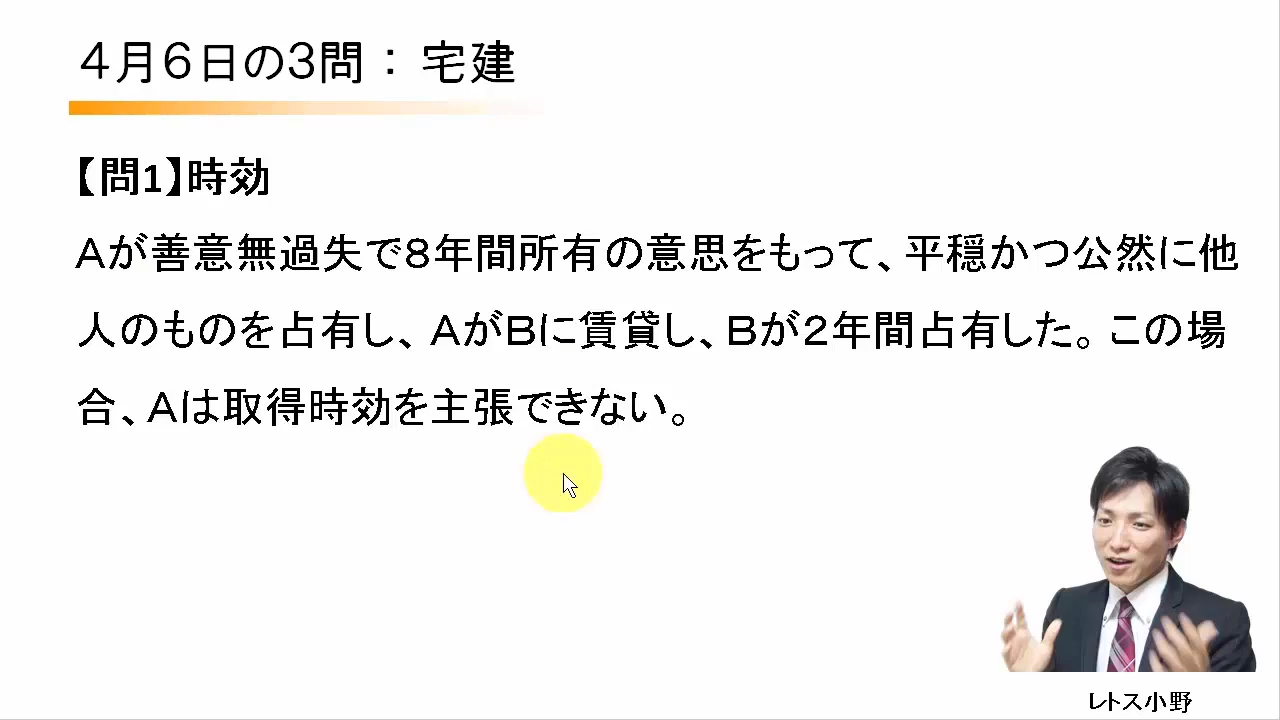 ４月６日の３問：宅建
【問1】時効
Ａが善意無過失で８年間所有の意思をもって、平穏かつ公然に他
人のものを占有し、ＡがＢに賃貸し、Ｂが２年間占有した。この場
合、Ａは取得時効を主張できない。
レトス小野